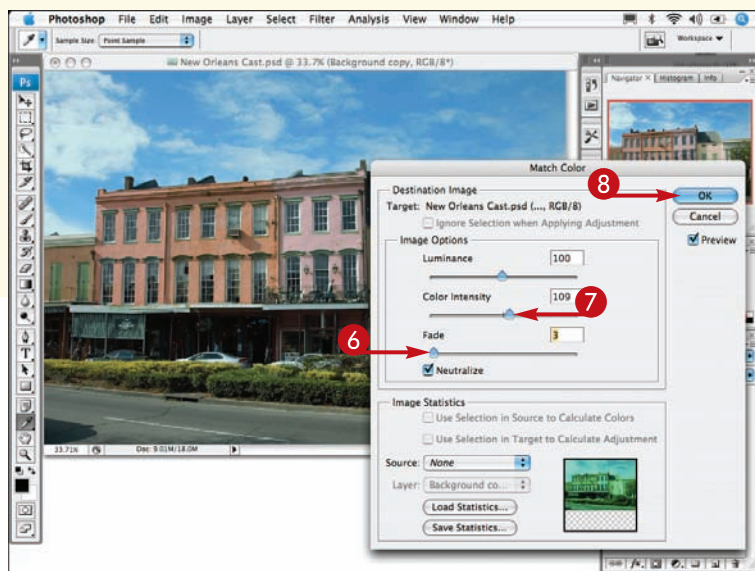 Photoshop File Edit Image Layer Select Filter Analysis View Window Help
Sample Size: Point Sample
Workspace
New Orleans Cast.psd @ 33.7% (Background copy, RGB/8*)
Ps
Navigator × Histogram Info
Match Color
Destination Image
Target: New Orleans Cast.psd (..., RGB/8)
Ignore Selection when Applying Adjustment
8
OK
Cancel
Preview
Image Options
Luminance 100
Color Intensity 109
7
Fade 3
6
Neutralize
Image Statistics
Use Selection in Source to Calculate Colors
Use Selection in Target to Calculate Adjustment
33.71% Doc: 9.01M/18.0M
Source: None
Layer: Background co...
Load Statistics...
Save Statistics...